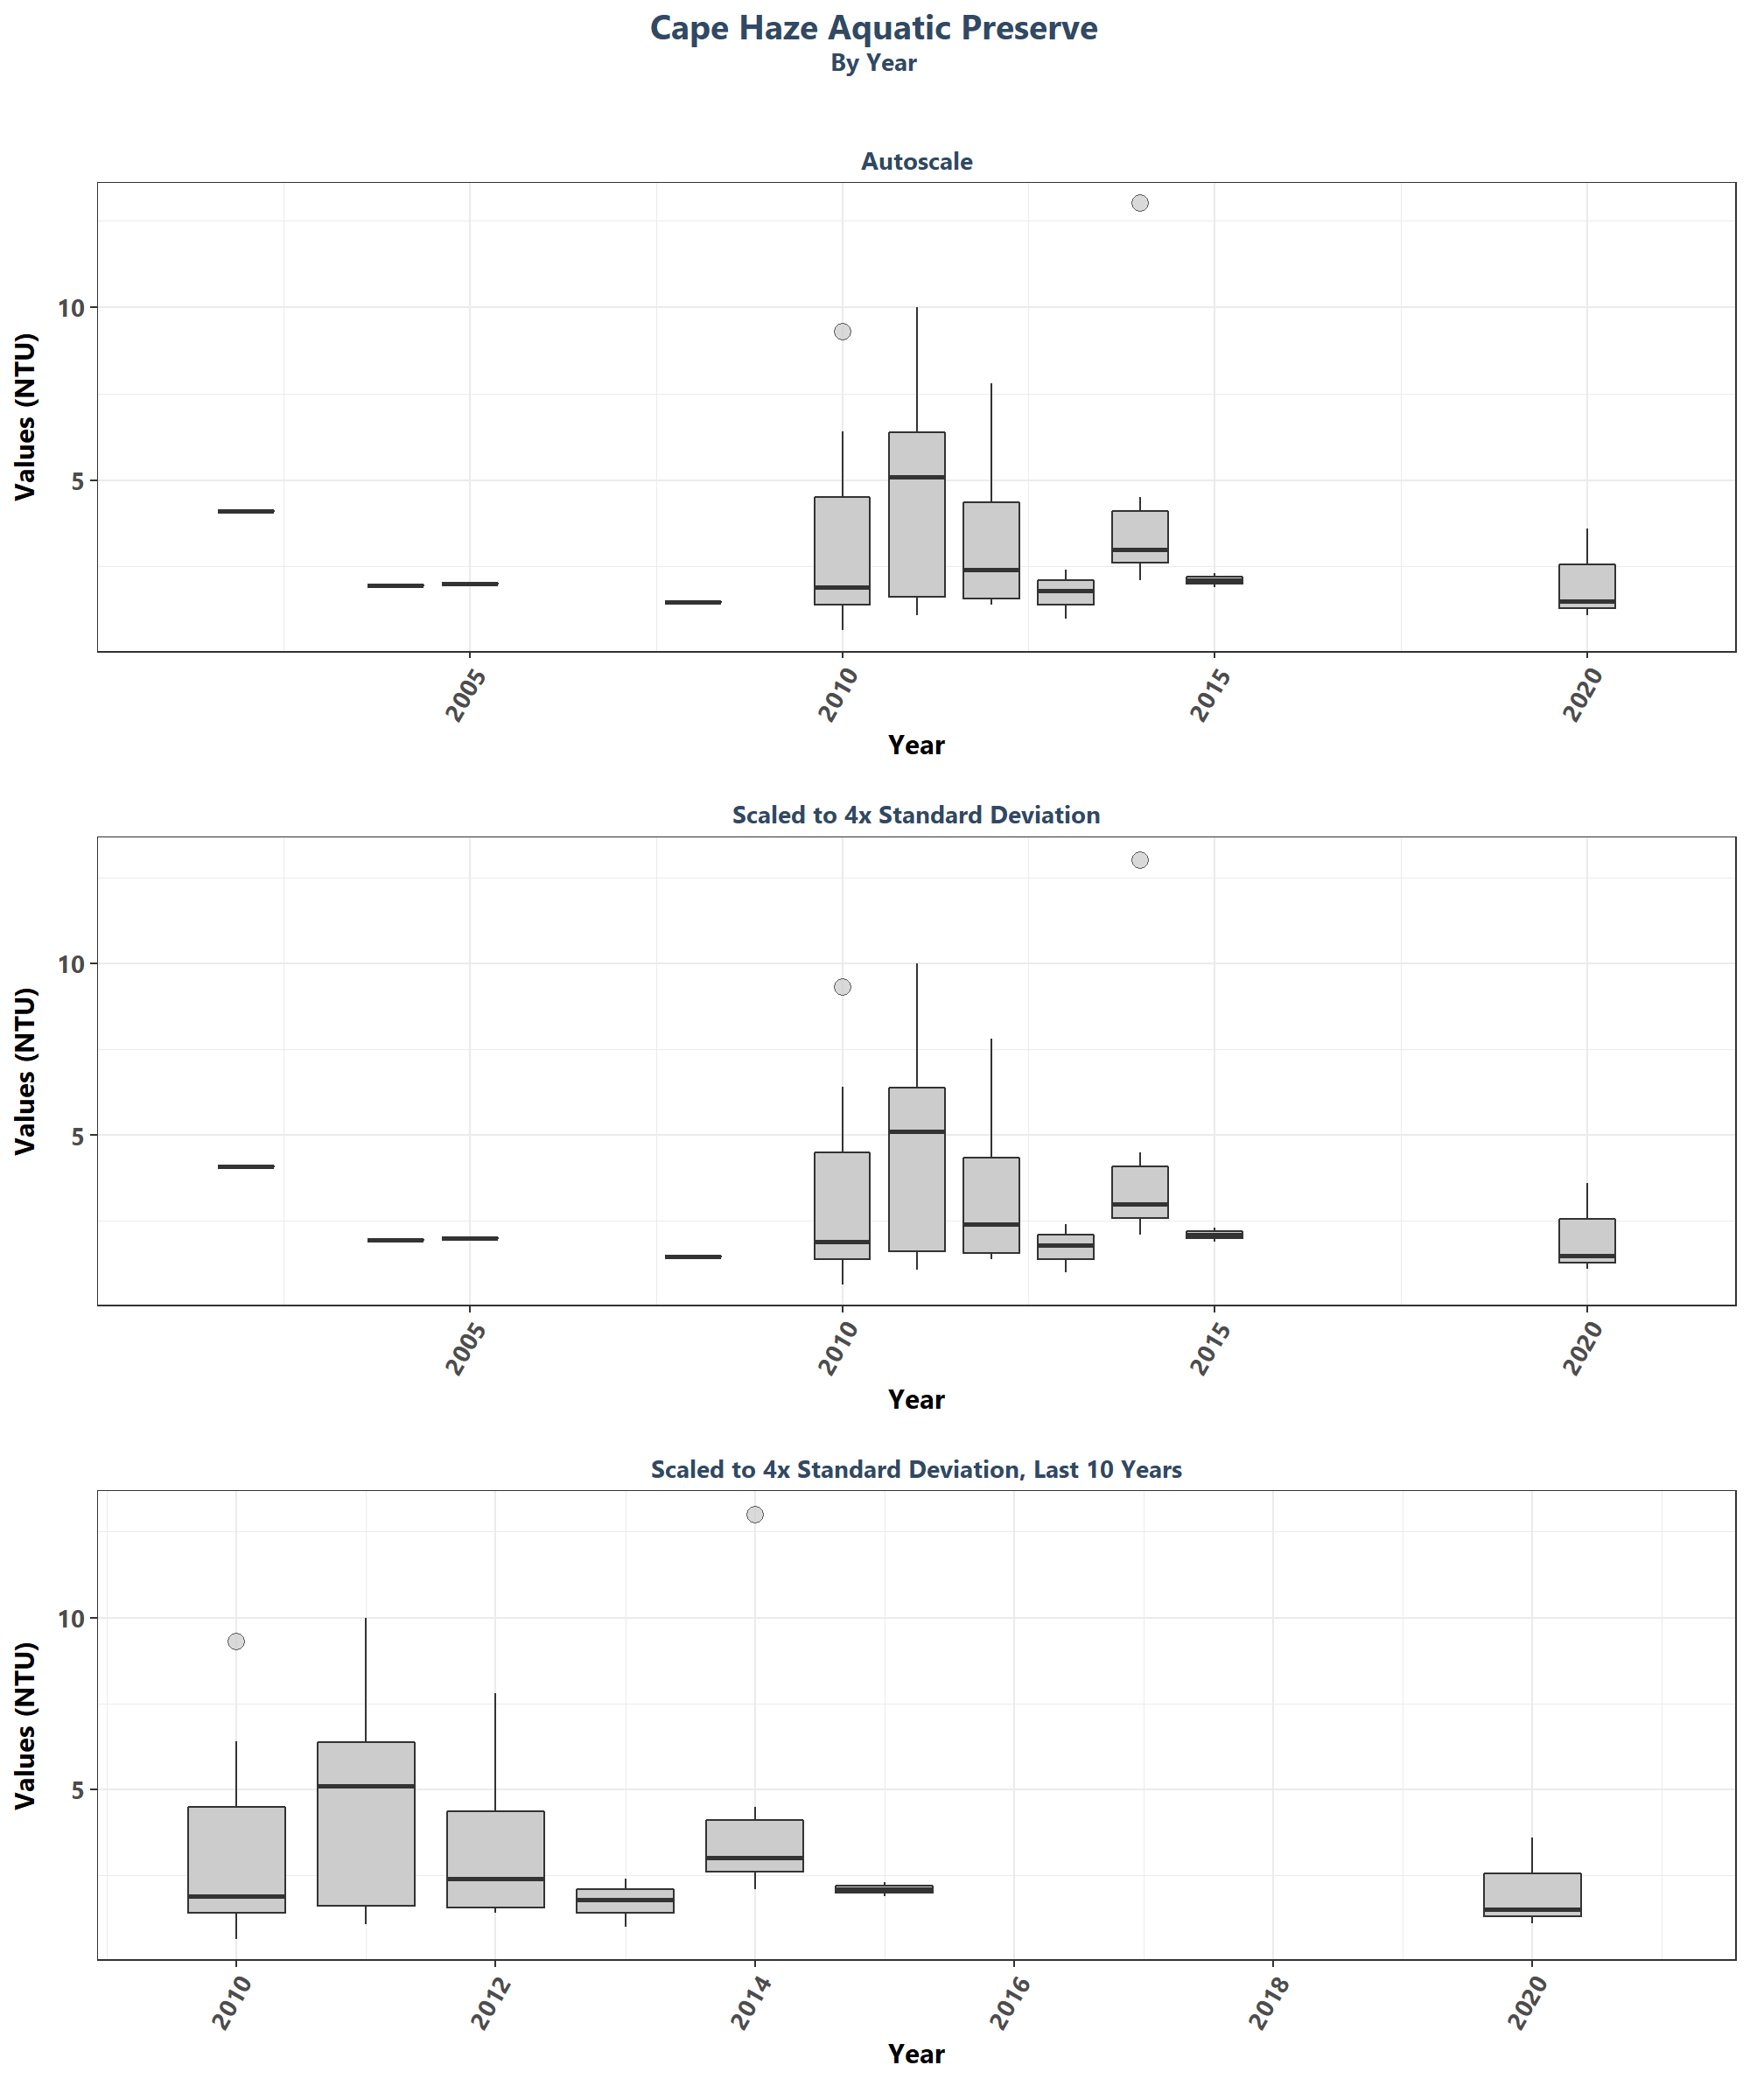 Cape Haze Aquatic Preserve
By Year
Autoscale
Values (NTU)
10
5
2005
2010
2015
2020
Year
Scaled to 4x Standard Deviation
Values (NTU)
10
5
2005
2010
2015
2020
Year
Scaled to 4x Standard Deviation, Last 10 Years
Values (NTU)
10
5
2010
2012
2014
2016
2018
2020
Year